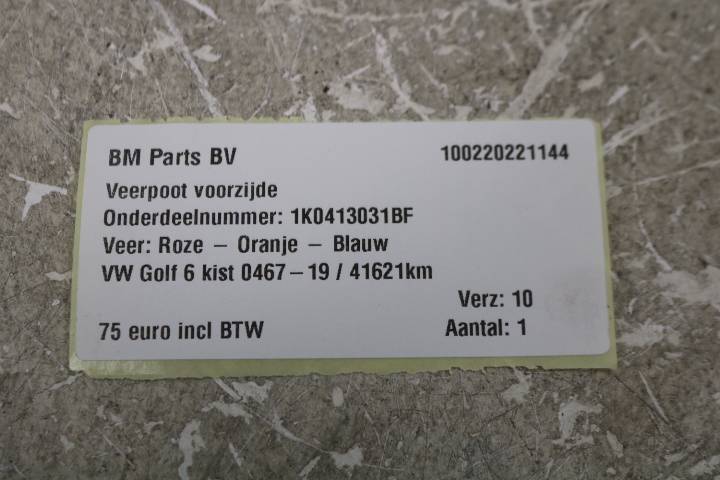 BM Parts BV 100220221144
Veerpoot voorzijde
Onderdeelnummer: 1K0413031BF
Veer: Roze – Oranje – Blauw
VW Golf 6 kist 0467–19 / 41621km
Verz: 10
75 euro incl BTW Aantal: 1